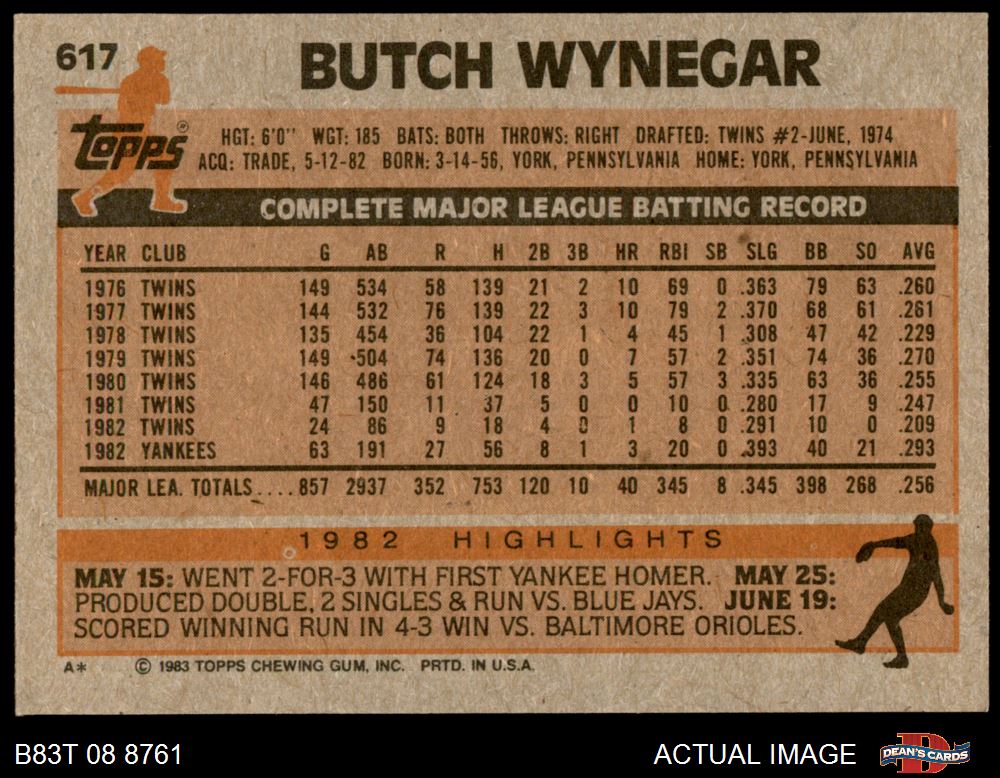 617
BUTCH WYNEGAR
Topps®
HGT: 6'0'' WGT: 185 BATS: BOTH THROWS: RIGHT DRAFTED: TWINS #2-JUNE, 1974
ACQ: TRADE, 5-12-82 BORN: 3-14-56, YORK, PENNSYLVANIA HOME: YORK, PENNSYLVANIA
COMPLETE MAJOR LEAGUE BATTING RECORD
YEAR CLUB G AB R H 2B 3B HR RBI SB SLG BB SO AVG
1976 TWINS 149 534 58 139 21 2 10 69 0 .363 79 63 .260
1977 TWINS 144 532 76 139 22 3 10 79 2 .370 68 61 .261
1978 TWINS 135 454 36 104 22 1 4 45 1 .308 47 42 .229
1979 TWINS 149 504 74 136 20 0 7 57 2 .351 74 36 .270
1980 TWINS 146 486 61 124 18 3 5 57 3 .335 63 36 .255
1981 TWINS 47 150 11 37 5 0 0 10 0 .280 17 9 .247
1982 TWINS 24 86 9 18 4 0 1 8 0 .291 10 0 .209
1982 YANKEES 63 191 27 56 8 1 3 20 0 .393 40 21 .293
MAJOR LEA. TOTALS....857 2937 352 753 120 10 40 345 8 .345 398 268 .256
1982 HIGHLIGHTS
MAY 15: WENT 2-FOR-3 WITH FIRST YANKEE HOMER. MAY 25:
PRODUCED DOUBLE, 2 SINGLES & RUN VS. BLUE JAYS. JUNE 19:
SCORED WINNING RUN IN 4-3 WIN VS. BALTIMORE ORIOLES.
A* © 1983 TOPPS CHEWING GUM, INC. PRTD. IN U.S.A.
B83T 08 8761 ACTUAL IMAGE DEAN'S CARDS